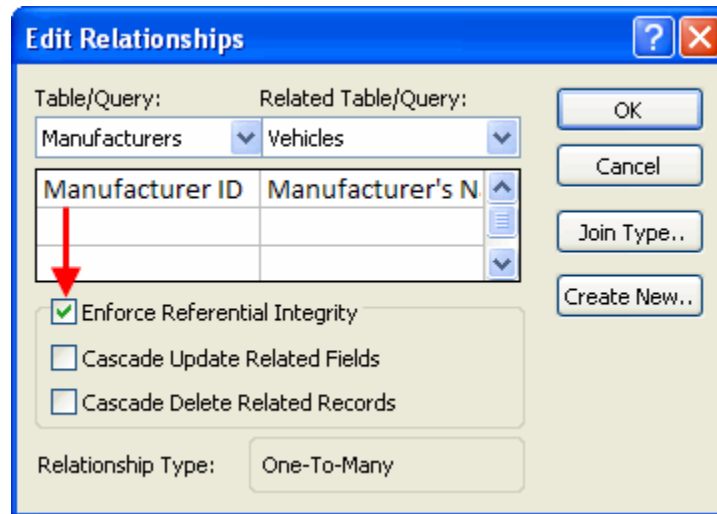 Edit Relationships
Table/Query: Related Table/Query:
Manufacturers Vehicles
Manufacturer ID Manufacturer's N
Enforce Referential Integrity
Cascade Update Related Fields
Cascade Delete Related Records
Relationship Type: One-To-Many
OK
Cancel
Join Type..
Create New..